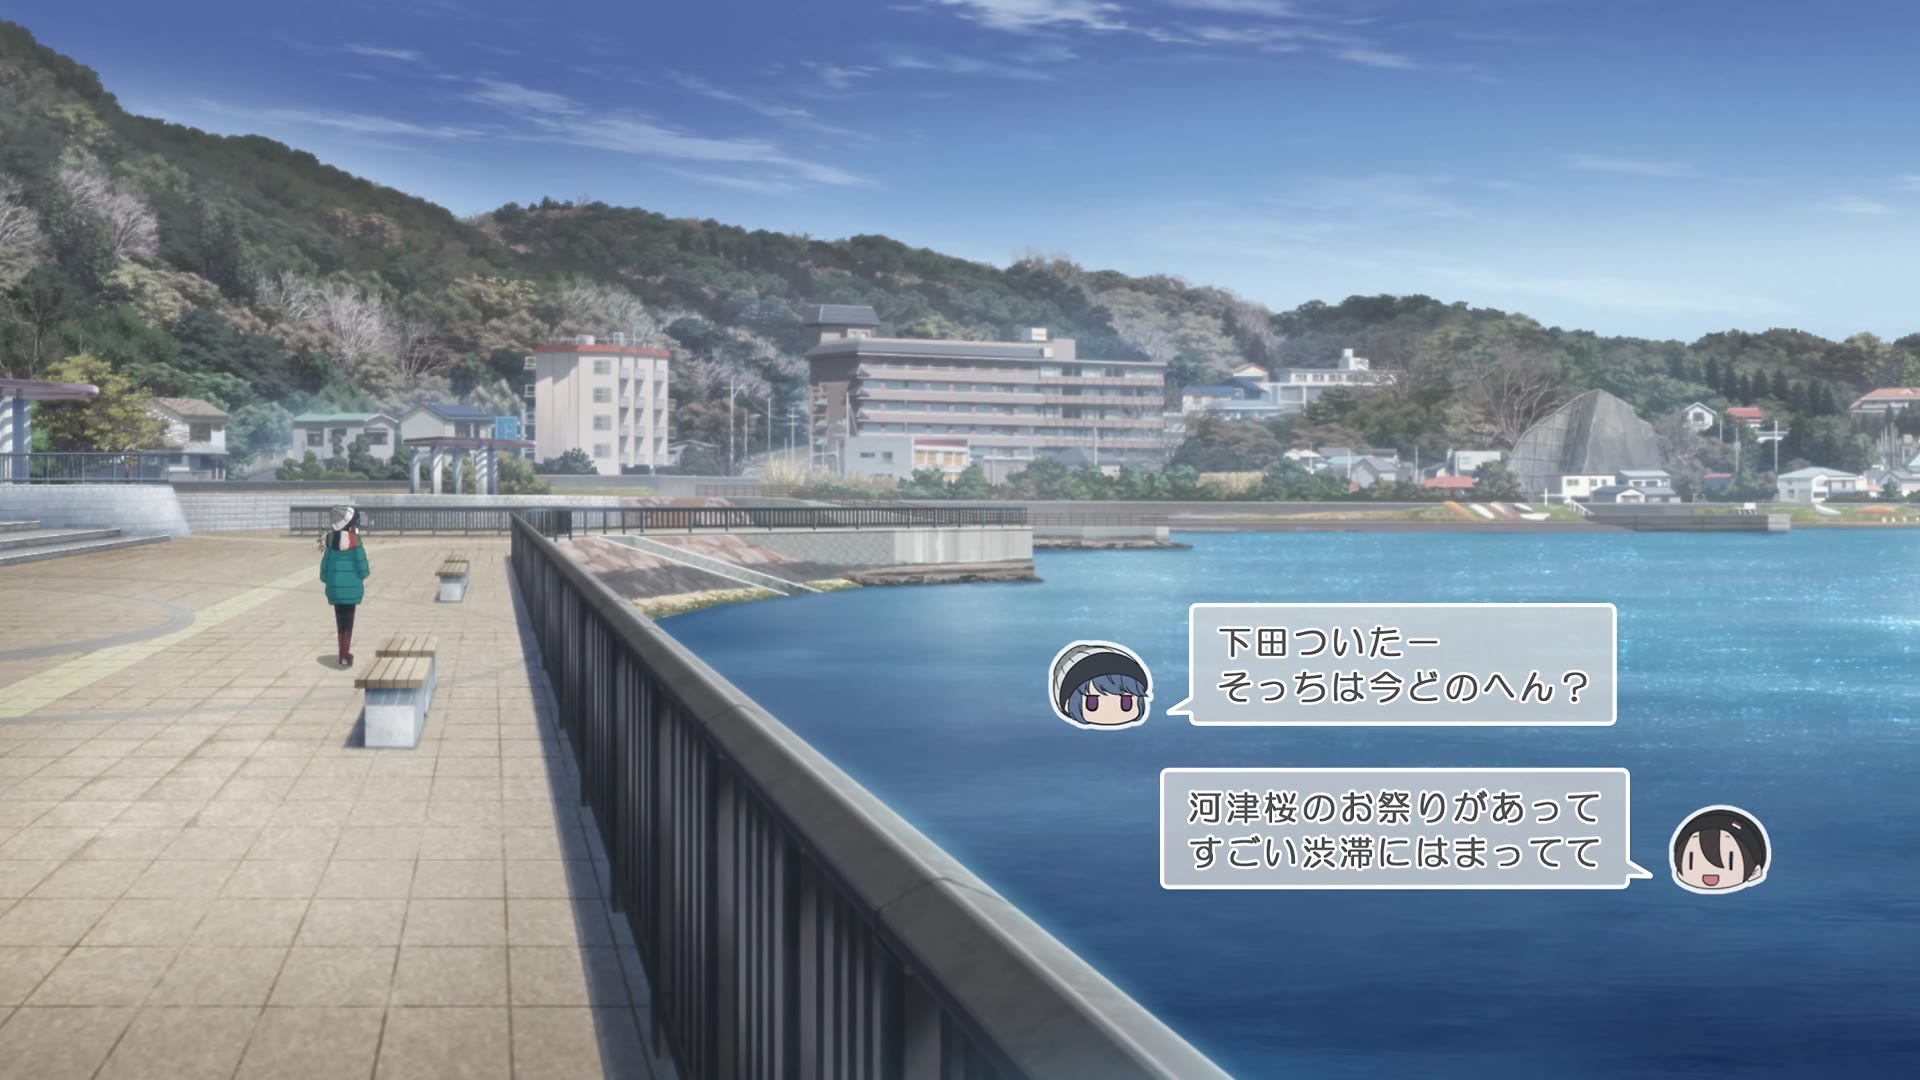 下田ついたー
そっちは今どのへん？
河津桜のお祭りがあって
すごい渋滞にはまってて